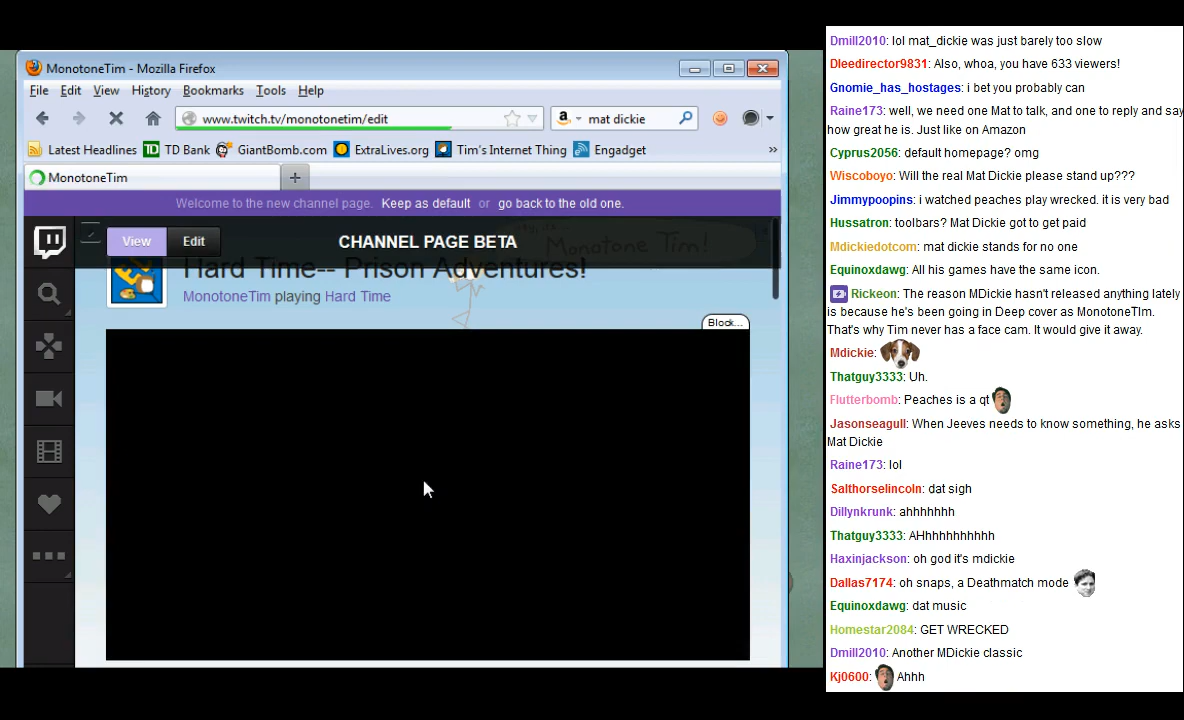 MonotoneTim - Mozilla Firefox
File Edit View History Bookmarks Tools Help
www.twitch.tv/monotonetim/edit
a mat dickie
Latest Headlines TD TD Bank GiantBomb.com ExtraLives.org Tim's Internet Thing Engadget »
MonotoneTim +
Welcome to the new channel page. Keep as default or go back to the old one.
View Edit CHANNEL PAGE BETA Monotone Tim!
Hard Time-- Prison Adventures!
MonotoneTim playing Hard Time
Block...
Dmill2010: lol mat_dickie was just barely too slow
Dleedirector9831: Also, whoa, you have 633 viewers!
Gnomie_has_hostages: i bet you probably can
Raine173: well, we need one Mat to talk, and one to reply and say
how great he is. Just like on Amazon
Cyprus2056: default homepage? omg
Wiscoboyo: Will the real Mat Dickie please stand up???
Jimmypoopins: i watched peaches play wrecked. it is very bad
Hussatron: toolbars? Mat Dickie got to get paid
Mdickiedotcom: mat dickie stands for no one
Equinoxdawg: All his games have the same icon.
Rickeon: The reason MDickie hasn't released anything lately
is because he's been going in Deep cover as MonotoneTIm.
That's why Tim never has a face cam. It would give it away.
Mdickie:
Thatguy3333: Uh.
Flutterbomb: Peaches is a qt
Jasonseagull: When Jeeves needs to know something, he asks
Mat Dickie
Raine173: lol
Salthorselincoln: dat sigh
Dillynkrunk: ahhhhhhh
Thatguy3333: AHhhhhhhhhh
Haxinjackson: oh god it's mdickie
Dallas7174: oh snaps, a Deathmatch mode
Equinoxdawg: dat music
Homestar2084: GET WRECKED
Dmill2010: Another MDickie classic
Kj0600: Ahhh